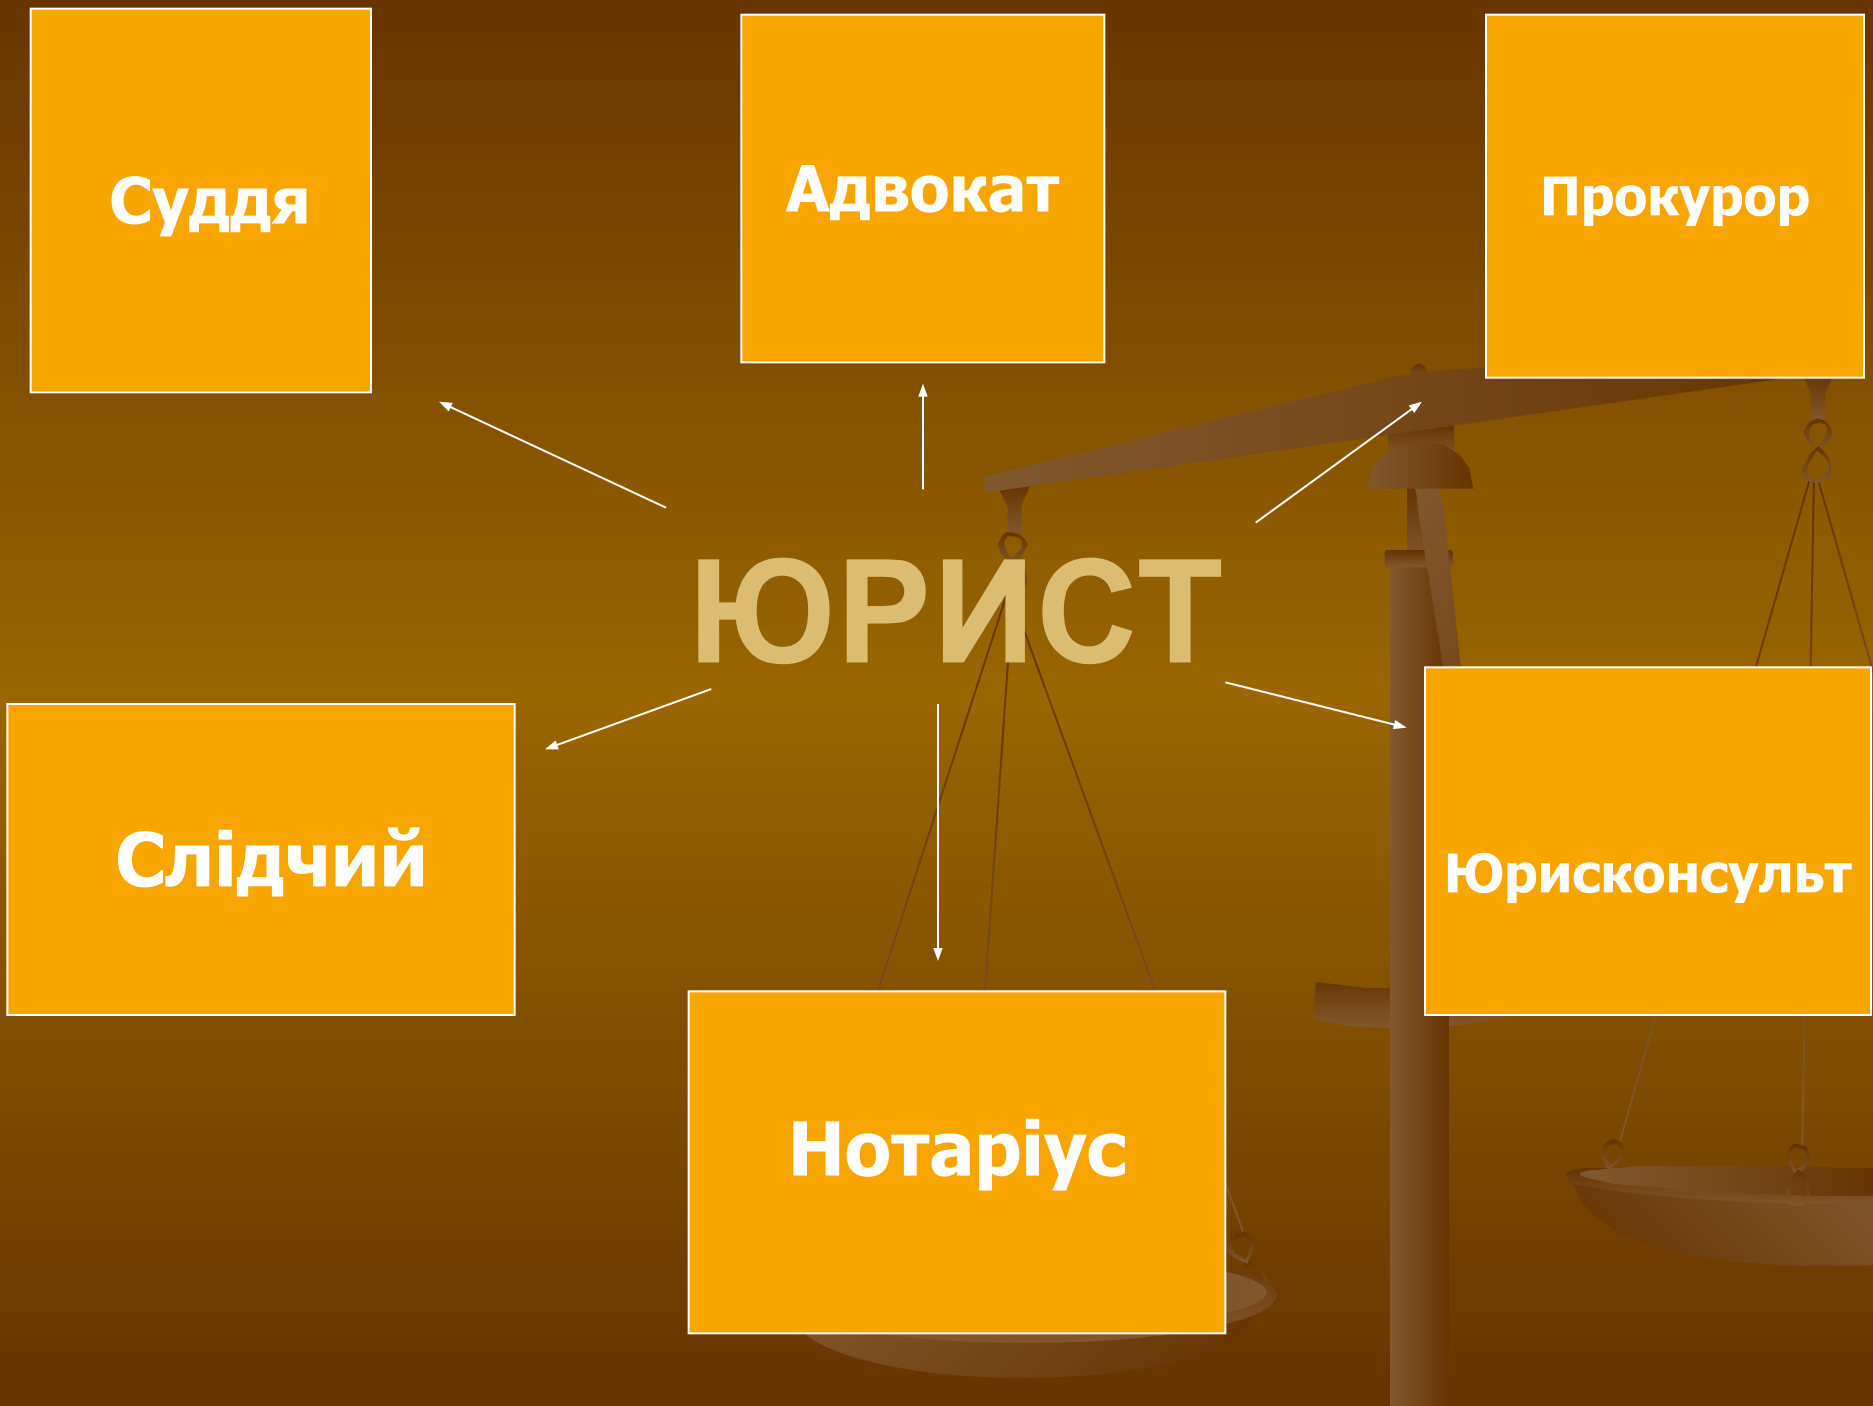 Суддя
Адвокат
Прокурор
ЮРИСТ
Слідчий
Юрисконсульт
Нотаріус